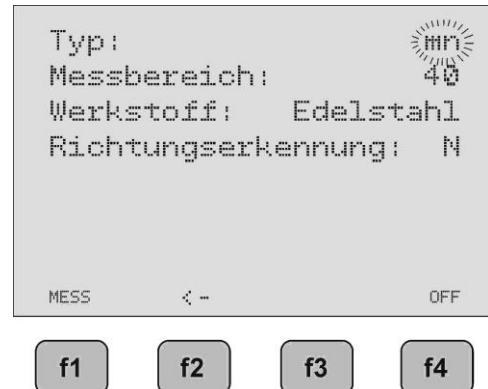 Typ: mn
Messbereich: 40
Werkstoff: Edelstahl
Richtungserkennung: N
MESS <- OFF
f1 f2 f3 f4